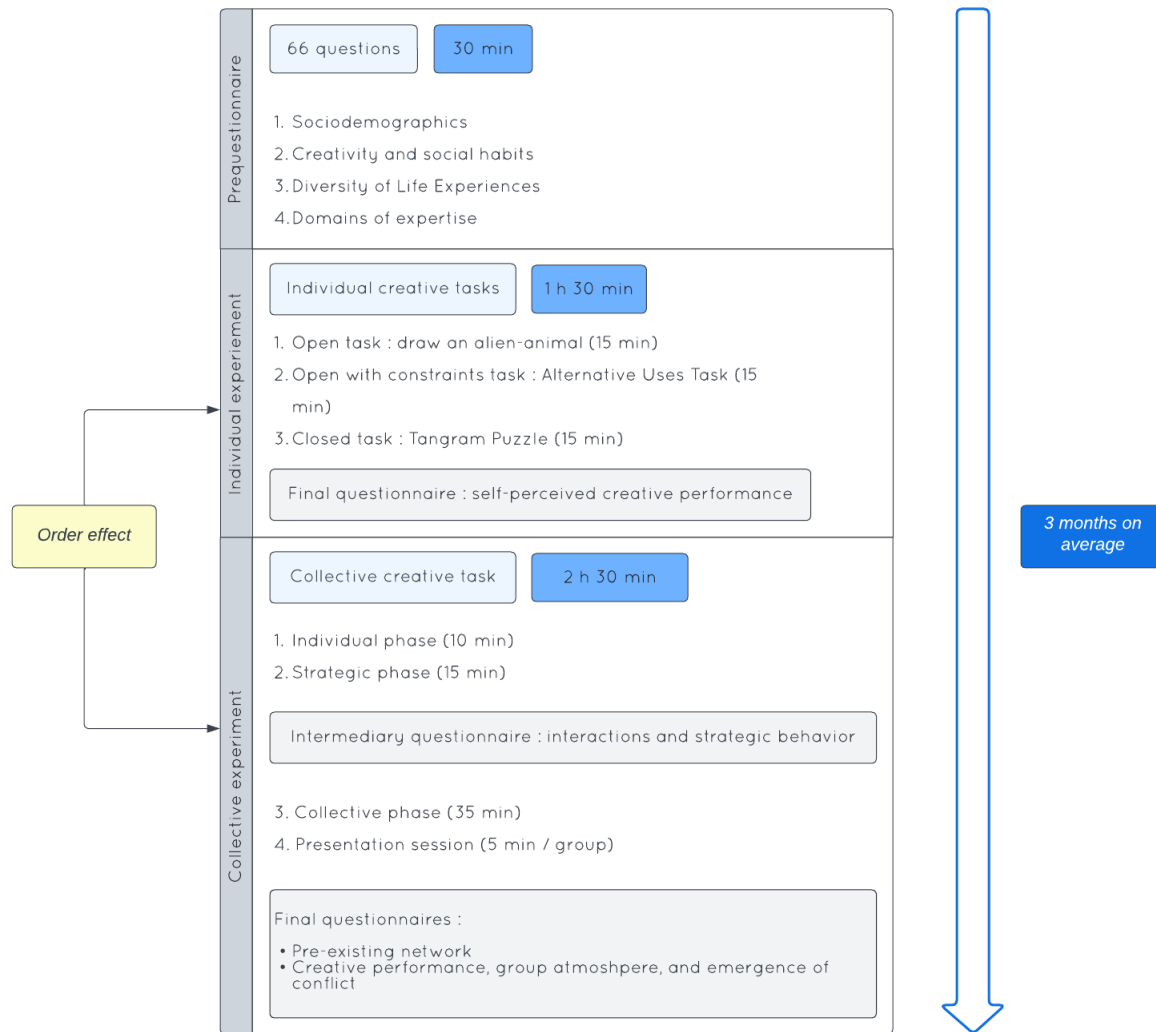 Prequestionnaire
66 questions
30 min
1. Sociodemographics
2. Creativity and social habits
3. Diversity of Life Experiences
4. Domains of expertise
Individual experiement
Individual creative tasks
1 h 30 min
1. Open task : draw an alien-animal (15 min)
2. Open with constraints task : Alternative Uses Task (15
min)
3. Closed task : Tangram Puzzle (15 min)
Final questionnaire : self-perceived creative performance
Order effect
3 months on
average
Collective experiment
Collective creative task
2 h 30 min
1. Individual phase (10 min)
2. Strategic phase (15 min)
Intermediary questionnaire : interactions and strategic behavior
3. Collective phase (35 min)
4. Presentation session (5 min / group)
Final questionnaires :
• Pre-existing network
• Creative performance, group atmoshpere, and emergence of
conflict